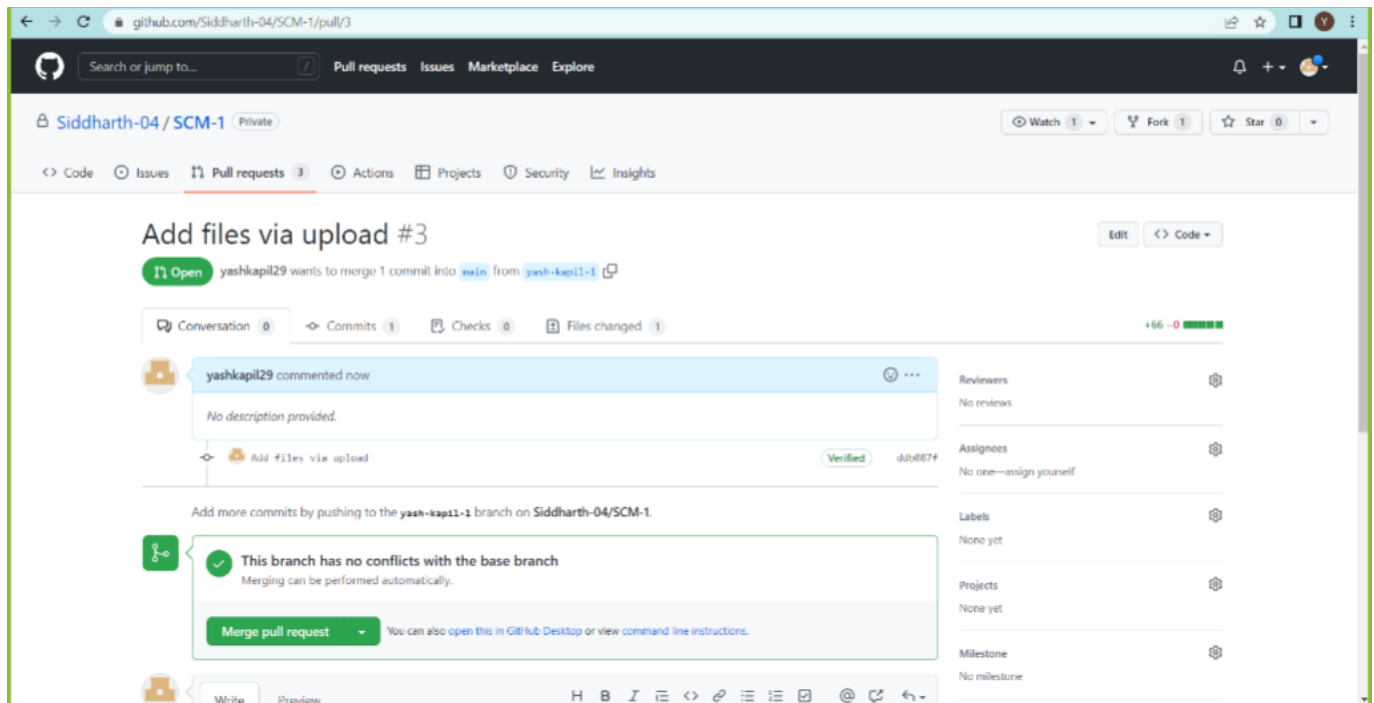 github.com/Siddharth-04/SCM-1/pull/3
Y
Search or jump to... / Pull requests Issues Marketplace Explore
Siddharth-04 / SCM-1 Private Watch 1 Fork 1 Star 0
<> Code Issues Pull requests 3 Actions Projects Security Insights
Add files via upload #3 Edit <> Code
Open yashkapil29 wants to merge 1 commit into main from yash-kapil-1
Conversation 0 Commits 1 Checks 0 Files changed 1 +66 −0
yashkapil29 commented now
No description provided.
Add files via upload Verified ddb087f
Add more commits by pushing to the yash-kapil-1 branch on Siddharth-04/SCM-1.
This branch has no conflicts with the base branch
Merging can be performed automatically.
Merge pull request You can also open this in GitHub Desktop or view command line instructions.
Write Preview H B I <> @
Reviewers
No reviews
Assignees
No one—assign yourself
Labels
None yet
Projects
None yet
Milestone
No milestone